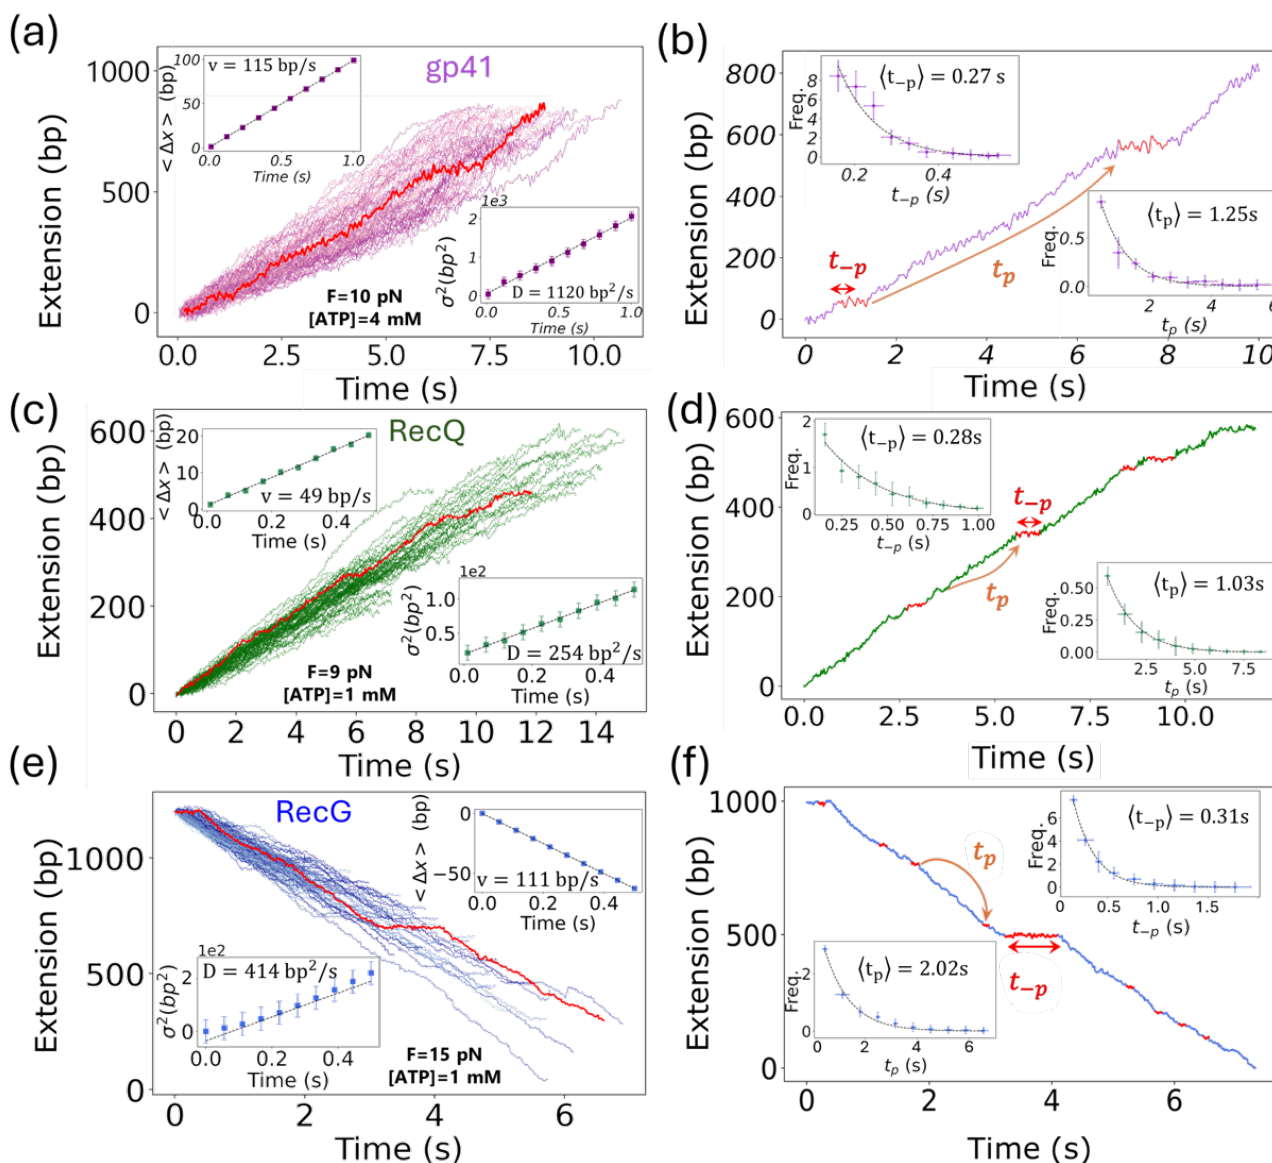 (a)
Extension (bp)
1000
500
0
0.0
2.5
5.0
7.5
10.0
Time (s)
gp41
F=10 pN
[ATP]=4 mM
< Δx > (bp)
100
50
0
v = 115 bp/s
0.0
0.5
1.0
Time (s)
1e3
σ²(bp²)
2
1
0
D = 1120 bp²/s
0.0
0.5
1.0
Time (s)
(b)
Extension (bp)
800
600
400
200
0
0
2
4
6
8
10
Time (s)
t₋p
tp
Freq.
8
6
4
2
0
⟨t₋p⟩ = 0.27 s
0.2
0.4
t₋p (s)
Freq.
0.5
0.0
⟨tp⟩ = 1.25s
0
2
4
6
tp (s)
(c)
Extension (bp)
600
400
200
0
0
2
4
6
8
10
12
14
Time (s)
RecQ
F=9 pN
[ATP]=1 mM
< Δx > (bp)
20
10
0
v = 49 bp/s
0.0
0.2
0.4
Time (s)
1e2
σ²(bp²)
1.0
0.5
D = 254 bp²/s
0.0
0.2
0.4
Time (s)
(d)
Extension (bp)
600
400
200
0
0.0
2.5
5.0
7.5
10.0
Time (s)
t₋p
tp
Freq.
2
1
0
⟨t₋p⟩ = 0.28s
0.25
0.50
0.75
1.00
t₋p (s)
Freq.
0.50
0.25
0.00
⟨tp⟩ = 1.03s
2.5
5.0
7.5
tp (s)
(e)
Extension (bp)
1000
500
0
0
2
4
6
Time (s)
RecG
F=15 pN
[ATP]=1 mM
< Δx > (bp)
0
−50
v = 111 bp/s
0.0
0.2
0.4
Time (s)
1e2
σ²(bp²)
2
0
D = 414 bp²/s
0.0
0.2
0.4
Time (s)
(f)
Extension (bp)
1000
500
0
0
2
4
6
Time (s)
tp
t₋p
Freq.
6
4
2
0
⟨t₋p⟩ = 0.31s
0.0
0.5
1.0
1.5
t₋p (s)
Freq.
2
0
⟨tp⟩ = 2.02s
0
2
4
6
tp (s)